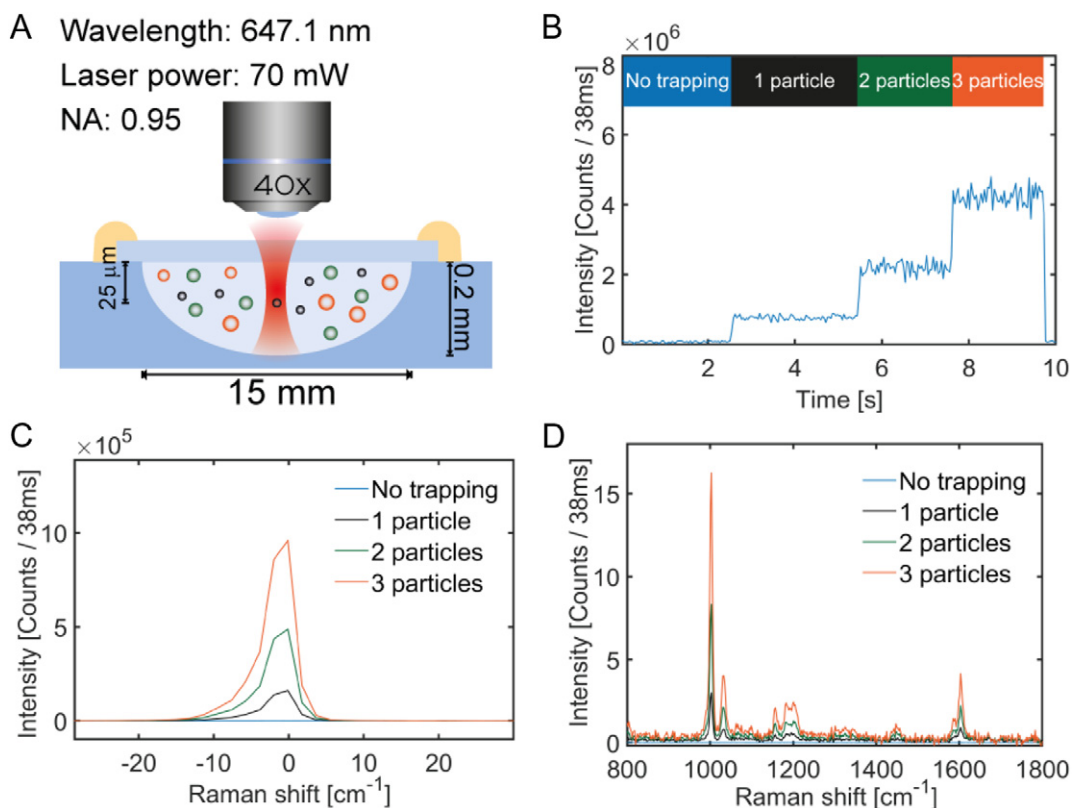 A
Wavelength: 647.1 nm
Laser power: 70 mW
NA: 0.95
40x
25 μm
0.2 mm
15 mm
B
×10⁶
No trapping
1 particle
2 particles
3 particles
8
6
4
2
0
2
4
6
8
10
Intensity [Counts / 38ms]
Time [s]
C
×10⁵
Intensity [Counts / 38ms]
10
5
0
-20
-10
0
10
20
Raman shift [cm⁻¹]
No trapping
1 particle
2 particles
3 particles
D
Intensity [Counts / 38ms]
15
10
5
0
800
1000
1200
1400
1600
1800
Raman shift [cm⁻¹]
No trapping
1 particle
2 particles
3 particles